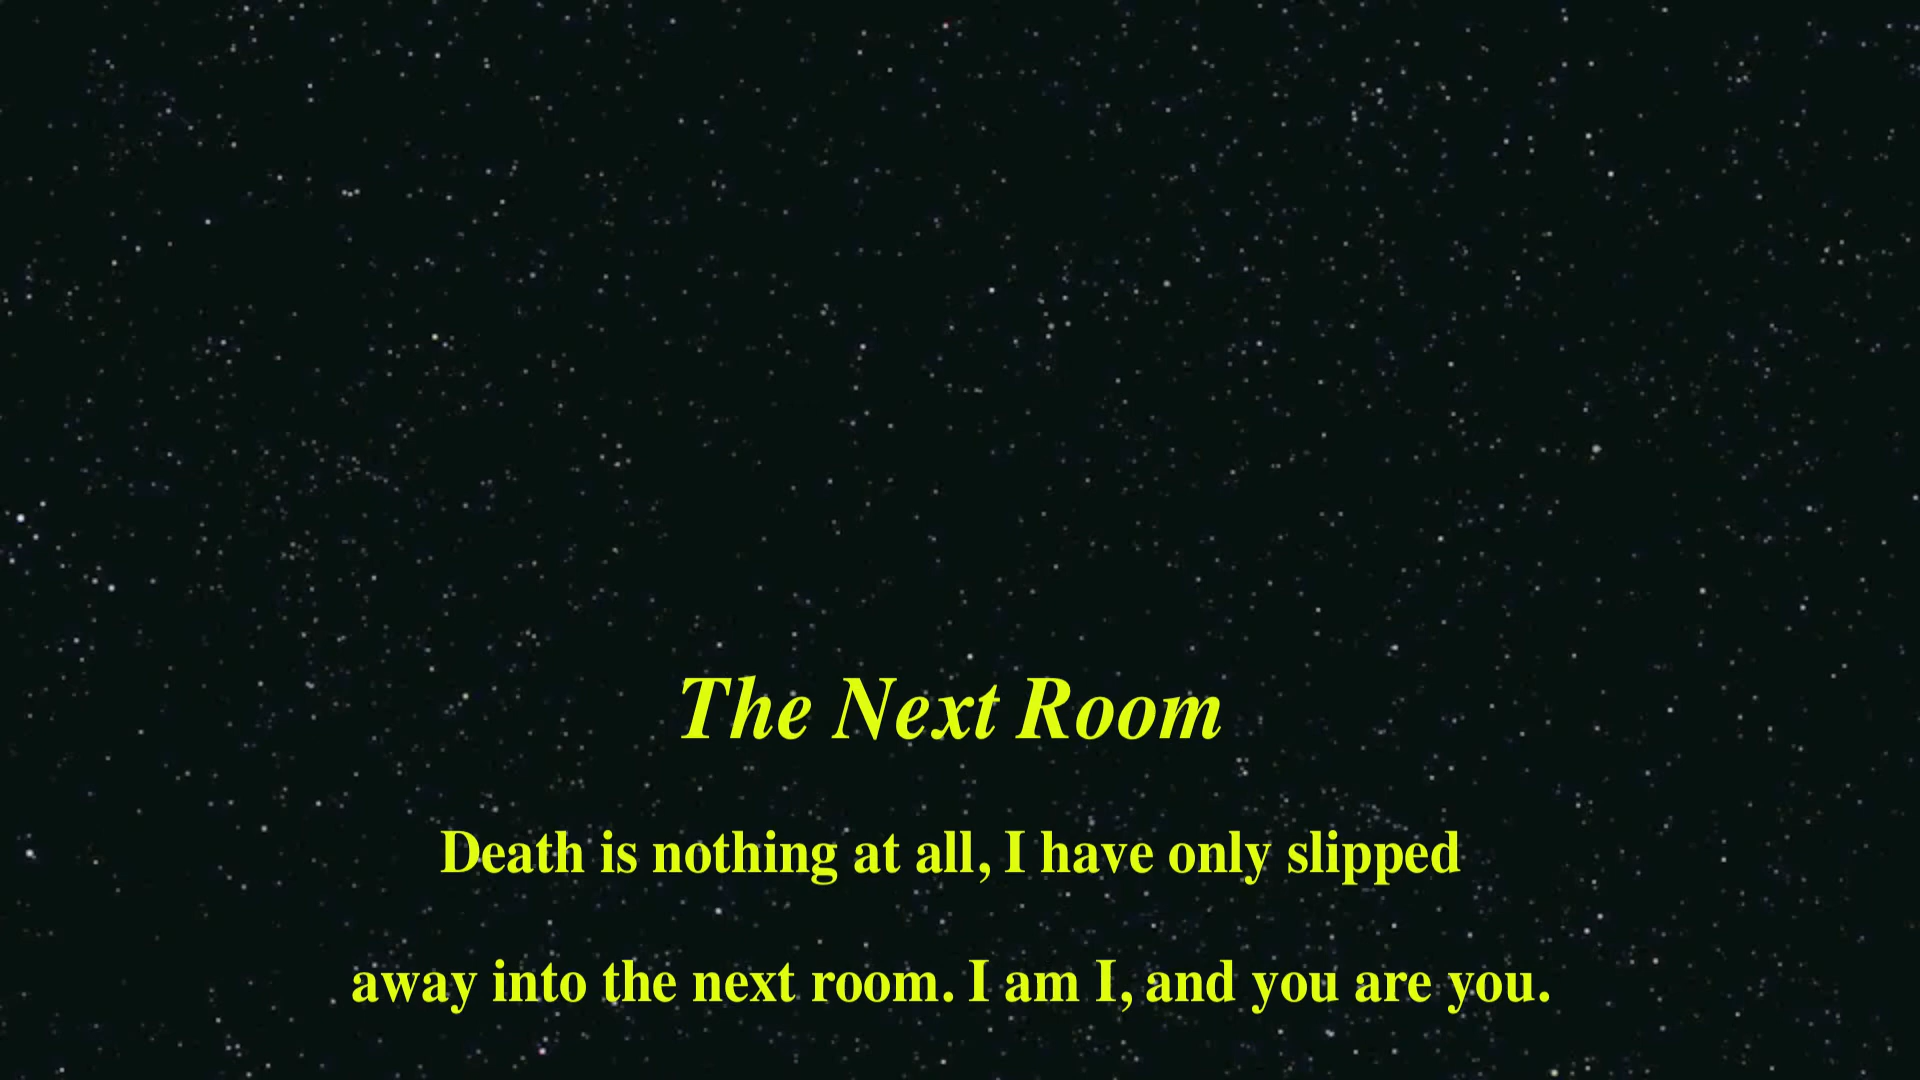 The Next Room
Death is nothing at all, I have only slipped
away into the next room. I am I, and you are you.